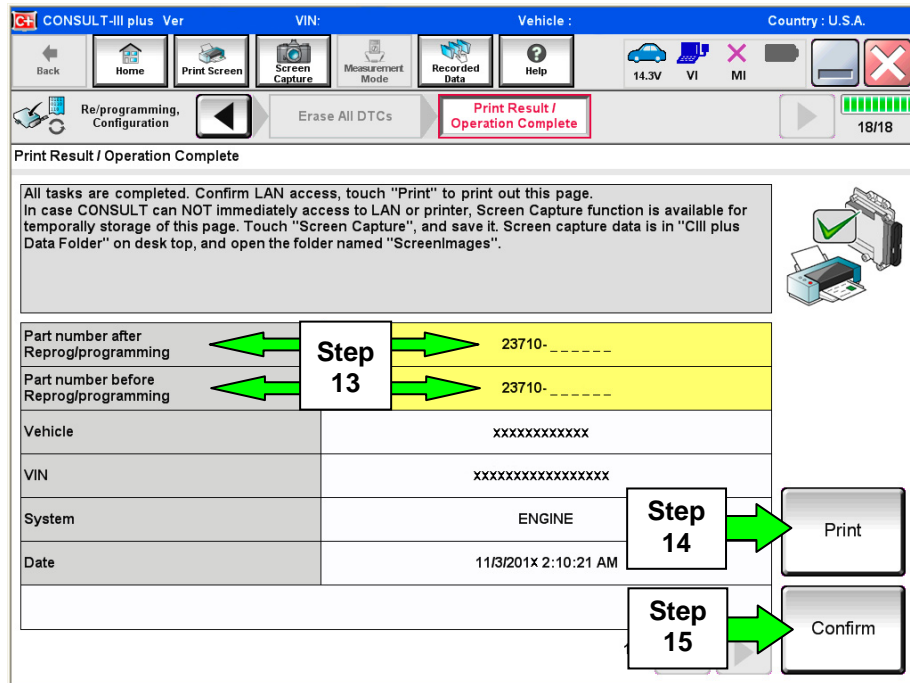 C+ CONSULT-III plus Ver VIN: Vehicle : Country : U.S.A.
Back Home Print Screen Screen Capture Measurement Mode Recorded Data Help 14.3V VI MI
Re/programming, Configuration Erase All DTCs Print Result / Operation Complete 18/18
Print Result / Operation Complete
All tasks are completed. Confirm LAN access, touch "Print" to print out this page.
In case CONSULT can NOT immediately access to LAN or printer, Screen Capture function is available for
temporally storage of this page. Touch "Screen Capture", and save it. Screen capture data is in "CIII plus
Data Folder" on desk top, and open the folder named "ScreenImages".
Part number after
Reprog/programming
23710-_ _ _ _ _ _
Step
13
Part number before
Reprog/programming
23710-_ _ _ _ _ _
Vehicle xxxxxxxxxxxx
VIN xxxxxxxxxxxxxxxxx
System ENGINE
Step
14
Print
Date 11/3/201x 2:10:21 AM
Step
15
Confirm